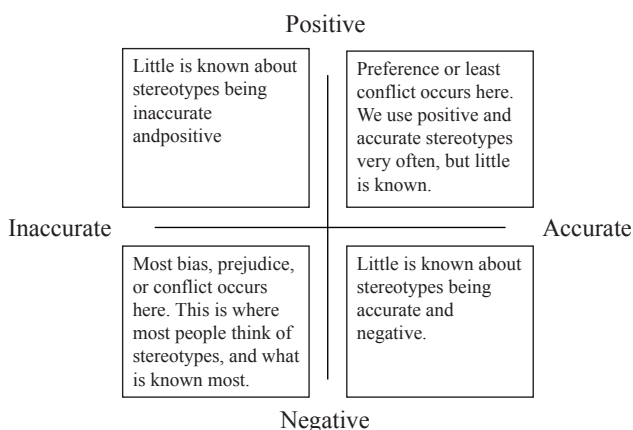 Positive
Little is known about
stereotypes being
inaccurate
andpositive
Preference or least
conflict occurs here.
We use positive and
accurate stereotypes
very often, but little
is known.
Inaccurate
Accurate
Most bias, prejudice,
or conflict occurs
here. This is where
most people think of
stereotypes, and what
is known most.
Little is known about
stereotypes being
accurate and
negative.
Negative